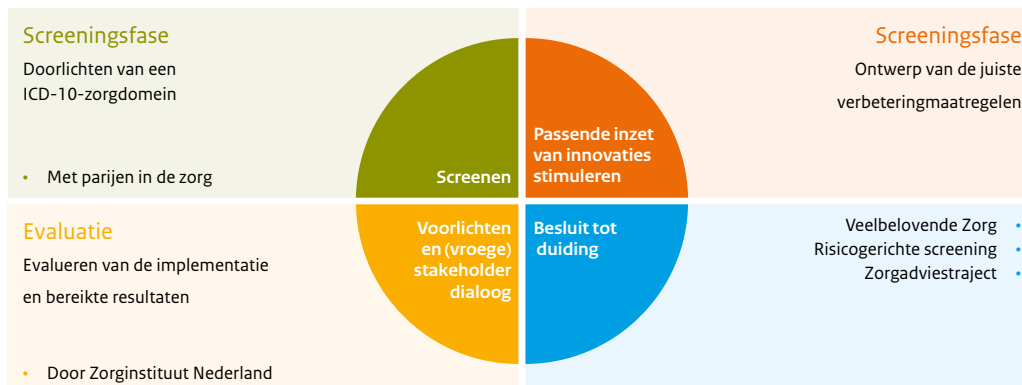 Screeningsfase
Doorlichten van een
ICD-10-zorgdomein
• Met parijen in de zorg
Screenen
Screeningsfase
Ontwerp van de juiste
verbeteringmaatregelen
Passende inzet
van innovaties
stimuleren
Evaluatie
Evalueren van de implementatie
en bereikte resultaten
• Door Zorginstituut Nederland
Voorlichten
en (vroege)
stakeholder
dialoog
Besluit tot
duiding
Veelbelovende Zorg •
Risicogerichte screening •
Zorgadviestraject •